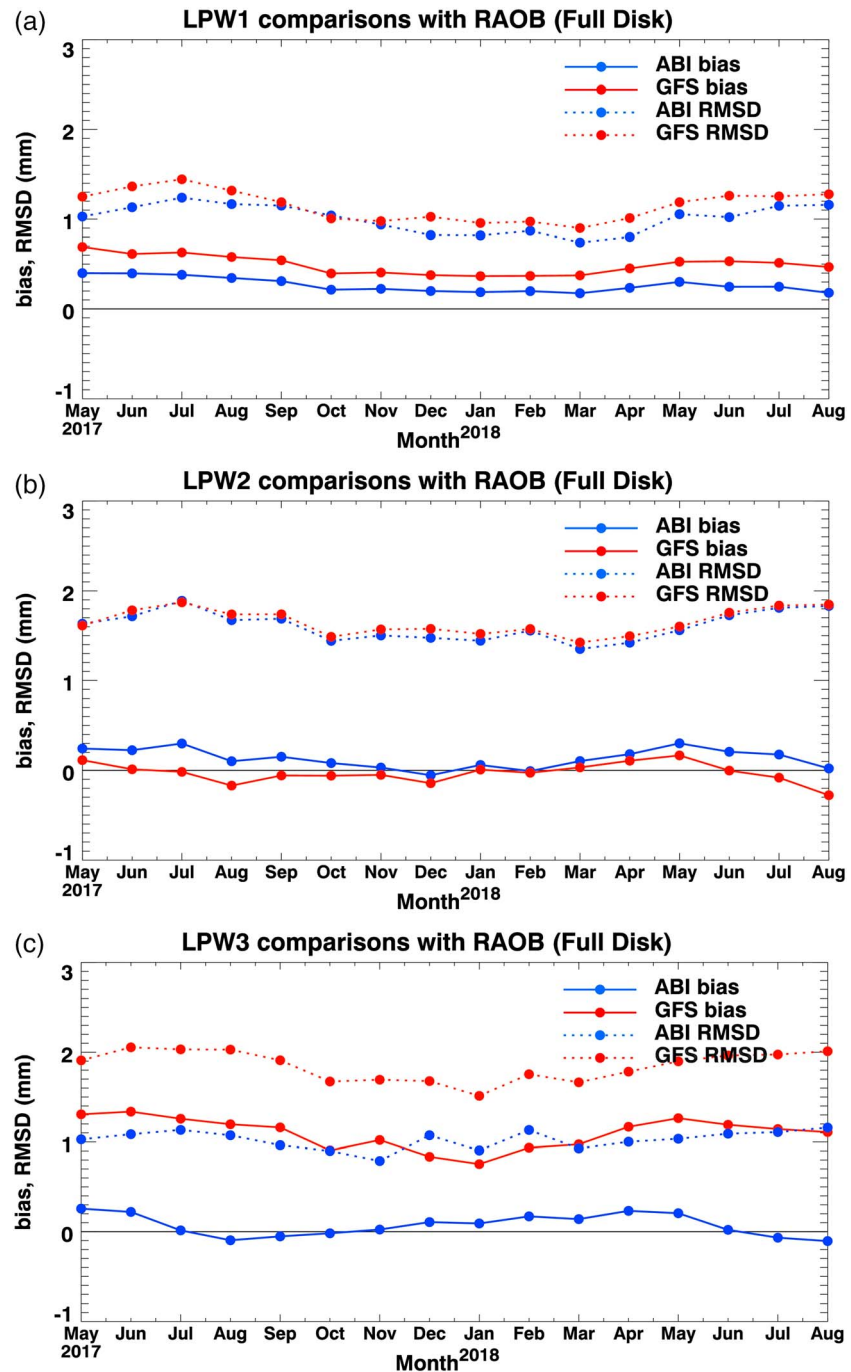 (a)
LPW1 comparisons with RAOB (Full Disk)
3
2
1
0
-1
bias, RMSD (mm)
ABI bias
GFS bias
ABI RMSD
GFS RMSD
May Jun Jul Aug Sep Oct Nov Dec Jan Feb Mar Apr May Jun Jul Aug
2017 2018
Month
(b)
LPW2 comparisons with RAOB (Full Disk)
3
2
1
0
-1
bias, RMSD (mm)
ABI bias
GFS bias
ABI RMSD
GFS RMSD
May Jun Jul Aug Sep Oct Nov Dec Jan Feb Mar Apr May Jun Jul Aug
2017 2018
Month
(c)
LPW3 comparisons with RAOB (Full Disk)
3
2
1
0
-1
bias, RMSD (mm)
ABI bias
GFS bias
ABI RMSD
GFS RMSD
May Jun Jul Aug Sep Oct Nov Dec Jan Feb Mar Apr May Jun Jul Aug
2017 2018
Month